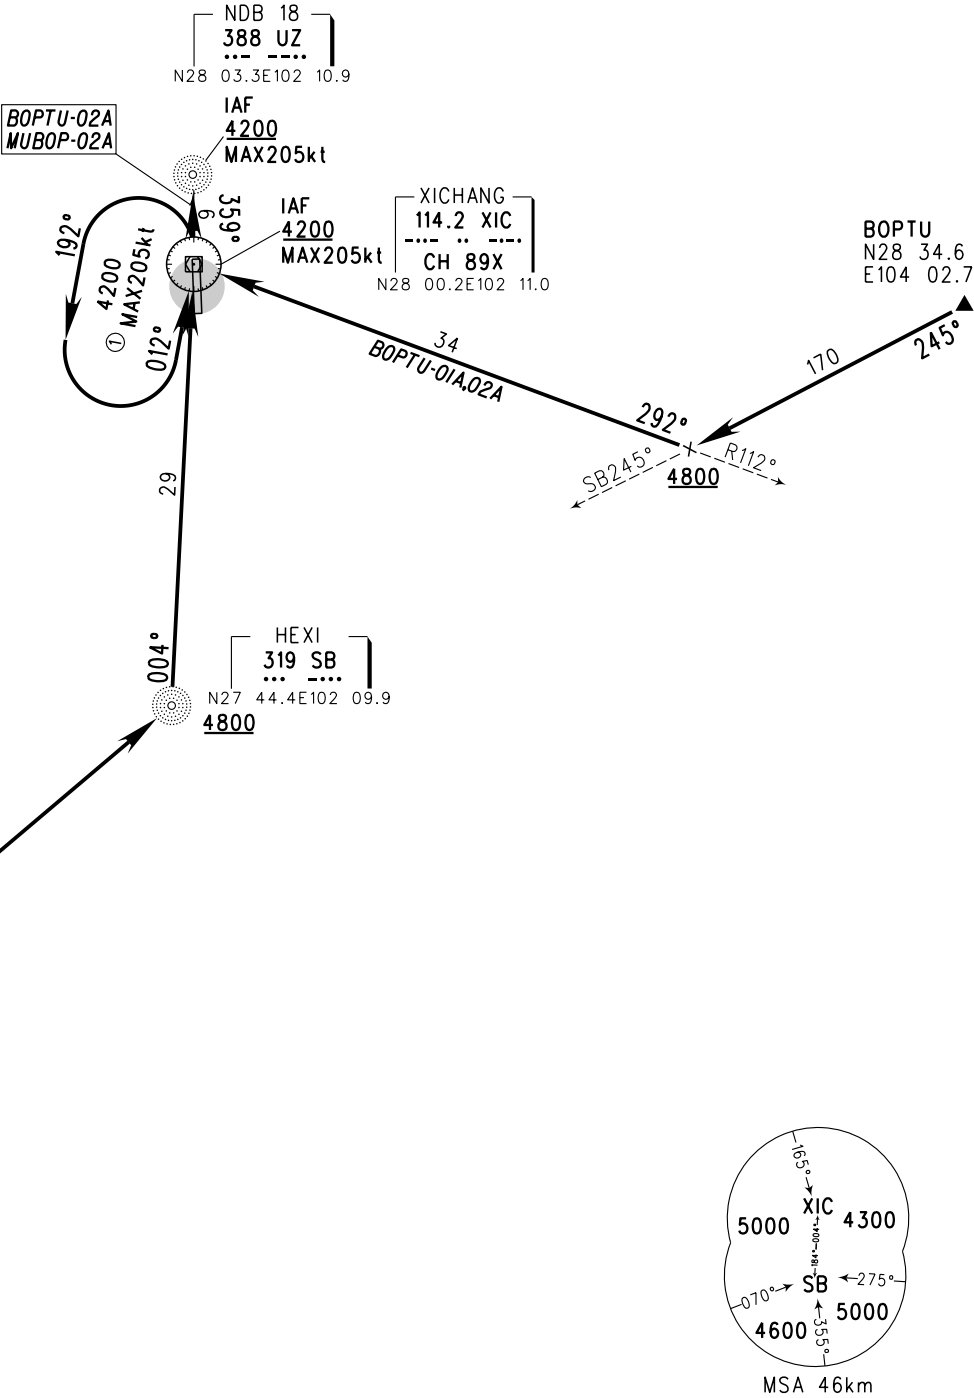 NDB 18
388 UZ
N28 03.3E102 10.9
BOPTU-02A
MUBOP-02A
IAF
4200
MAX205kt
6
359°
IAF
4200
MAX205kt
XICHANG
114.2 XIC
CH 89X
N28 00.2E102 11.0
BOPTU
N28 34.6
E104 02.7
192°
4200
① MAX205kt
012°
34
BOPTU-01A,02A
170
245°
292°
SB245°
R112°
4800
29
004°
HEXI
319 SB
N27 44.4E102 09.9
4800
165°
XIC
5000
4300
184°-004°
SB
275°
070°
5000
4600
355°
MSA 46km